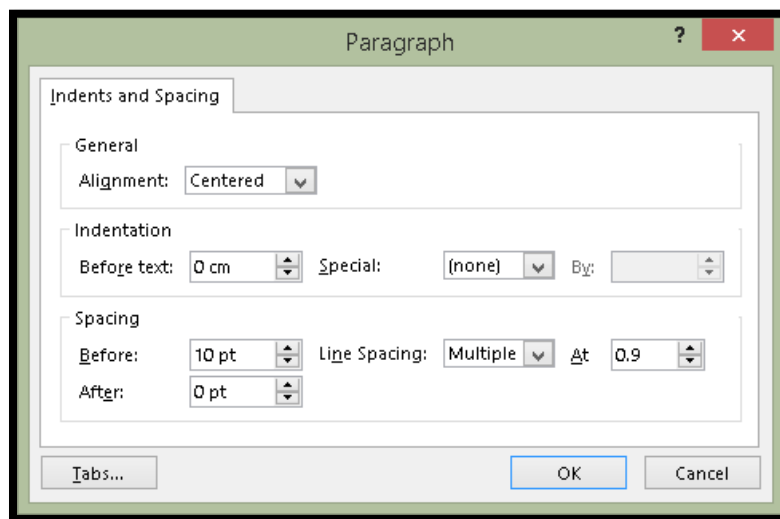 Paragraph ?
Indents and Spacing
General
Alignment: Centered
Indentation
Before text: 0 cm Special: (none) By:
Spacing
Before: 10 pt Line Spacing: Multiple At 0.9
After: 0 pt
Tabs... OK Cancel